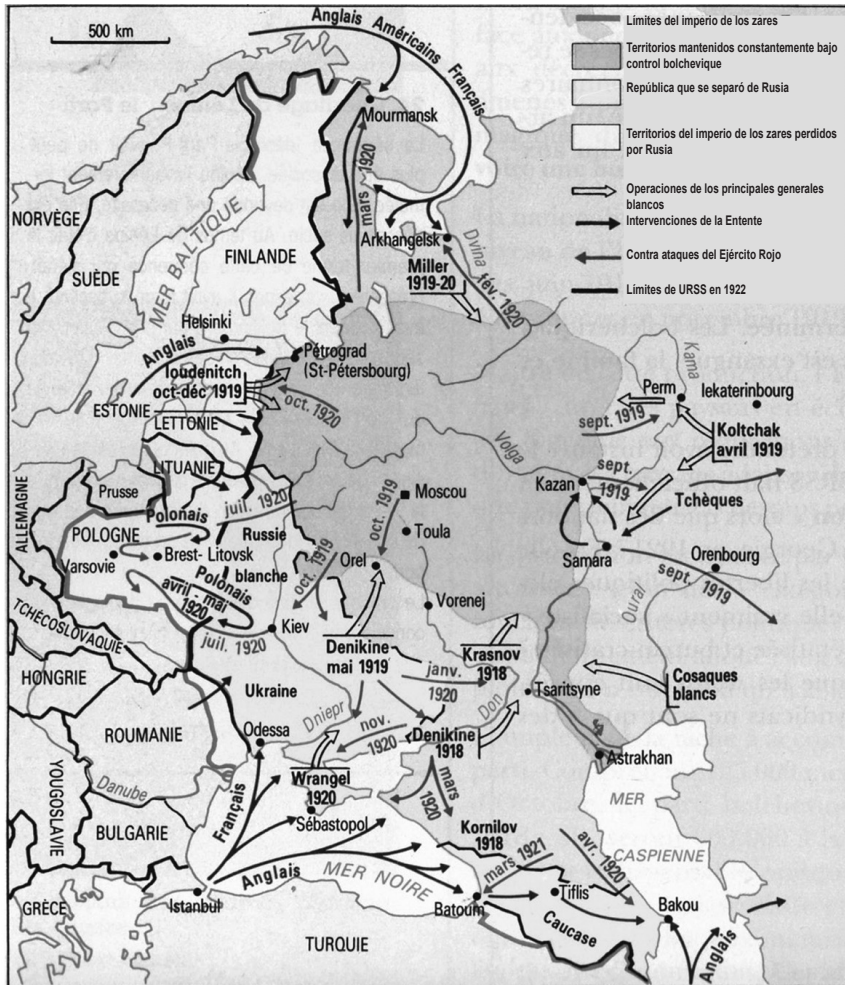 500 km
Anglais Américains Français
Límites del imperio de los zares
Territorios mantenidos constantemente bajo
control bolchevique
República que se separó de Rusia
Territorios del imperio de los zares perdidos
por Rusia
Operaciones de los principales generales
blancos
Intervenciones de la Entente
Contra ataques del Ejército Rojo
Límites de URSS en 1922
Mourmansk
mars 1920
NORVÈGE
MER BALTIQUE
FINLANDE
Arkhangelsk
Dvina
fév. 1920
Miller
1919-20
SUÈDE
Helsinki
Anglais
Pétrograd
(St-Pétersbourg)
Ioudenitch
oct-déc 1919
oct. 1920
ESTONIE
LETTONIE
LITUANIE
Kama
Perm
Iekaterinbourg
sept. 1919
Koltchak
avril 1919
Volga
Kazan
sept.
1919
Tchèques
Prusse
ALLEMAGNE
Polonais
juil. 1920
Russie
blanche
oct. 1919
Moscou
Toula
POLOGNE
Varsovie
Brest-Litovsk
oct. 1919
Orel
Samara
Orenbourg
sept. 1919
Oural
Polonais
avril - mai
1920
Vorenej
TCHÉCOSLOVAQUIE
juil. 1920
Kiev
Denikine
mai 1919
Krasnov
1918
janv.
1920
Don
Tsaritsyne
Cosaques
blancs
HONGRIE
Ukraine
Dniepr
ROUMANIE
Odessa
nov.
1920
Denikine
1918
Astrakhan
Wrangel
1920
mars
1920
Danube
YOUGOSLAVIE
BULGARIE
Français
Sébastopol
Kornilov
1918
MER
CASPIENNE
Anglais
MER NOIRE
mars 1921
avr. 1920
Istanbul
Batoum
Tiflis
Bakou
GRÈCE
Caucase
TURQUIE
Anglais